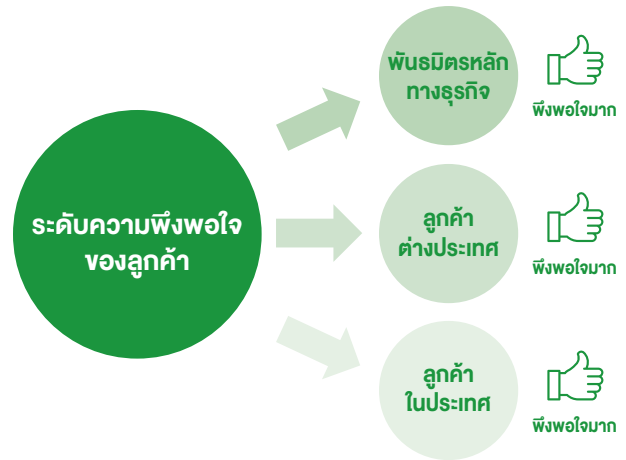 ระดับความพึงพอใจ
ของลูกค้า
พันธมิตรหลัก
ทางธุรกิจ
พึงพอใจมาก
ลูกค้า
ต่างประเทศ
พึงพอใจมาก
ลูกค้า
ในประเทศ
พึงพอใจมาก